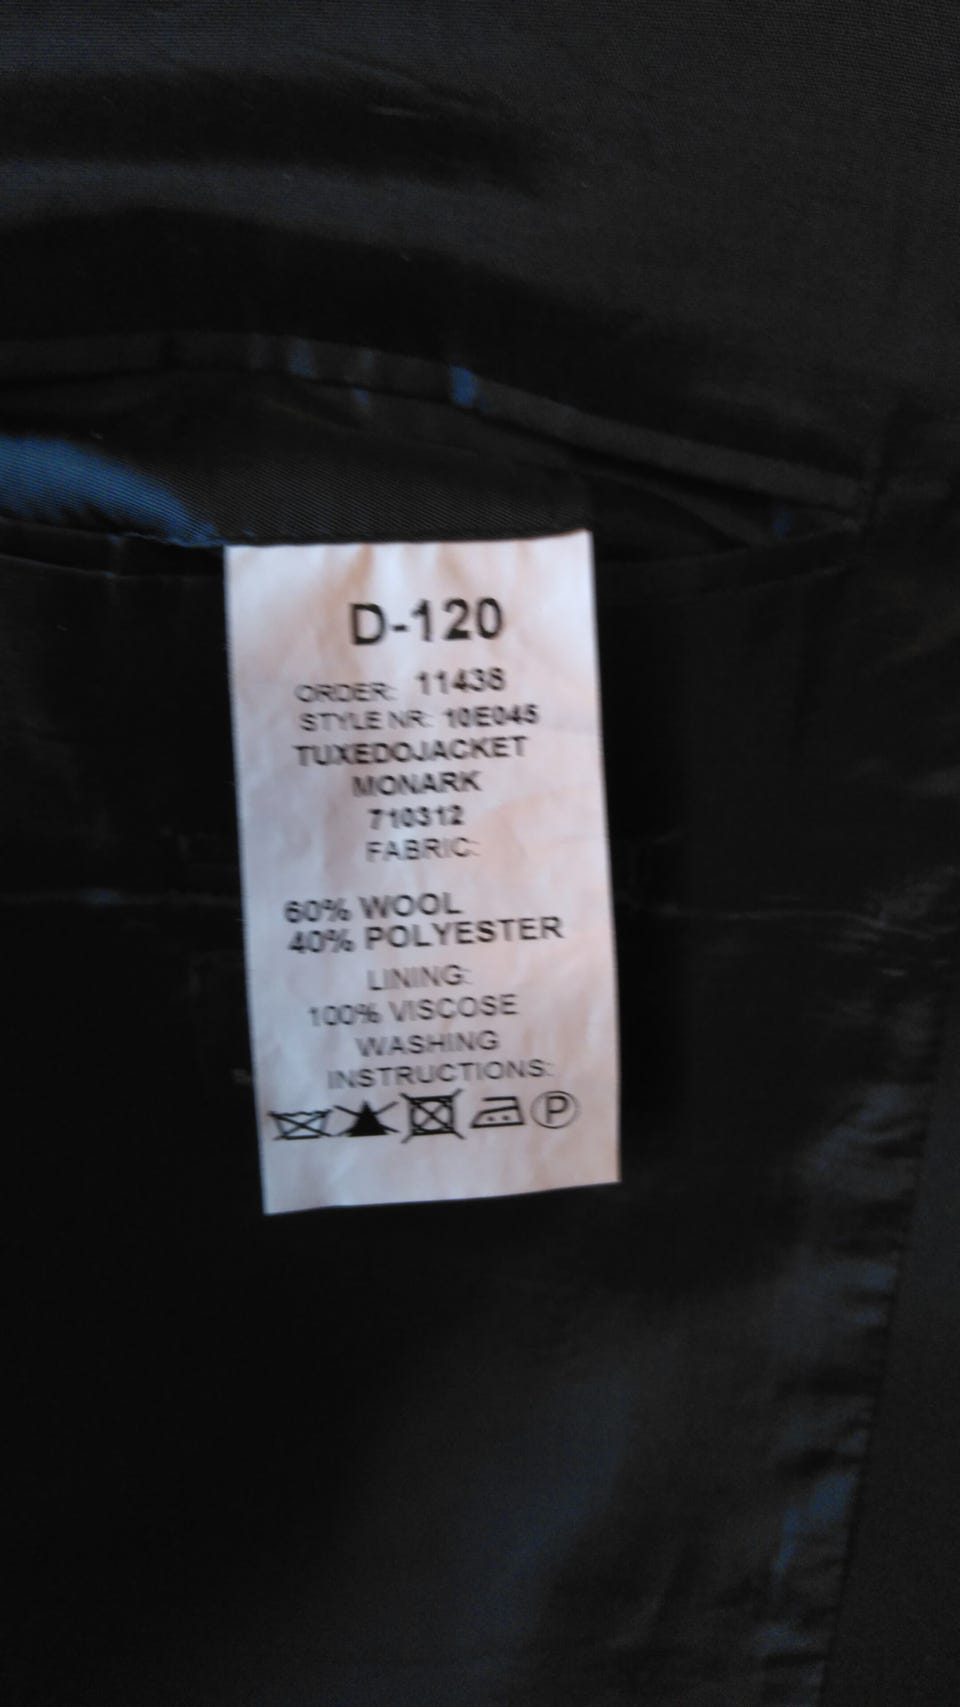 D-120
ORDER: 11438
STYLE NR: 10E045
TUXEDOJACKET
MONARK
710312
FABRIC:
60% WOOL
40% POLYESTER
LINING:
100% VISCOSE
WASHING
INSTRUCTIONS:
P